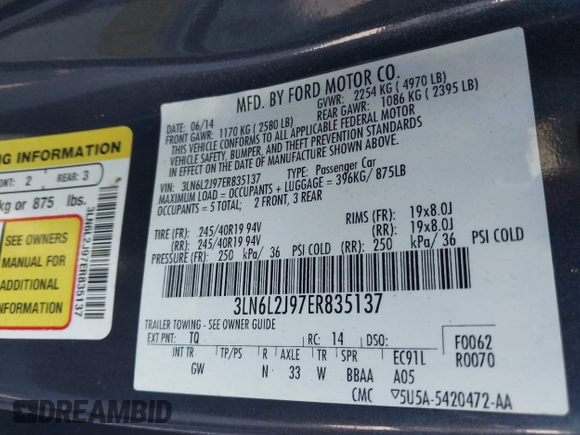 MFD. BY FORD MOTOR CO.
DATE: 06/14
GVWR: 2254 KG ( 4970 LB)
FRONT GAWR: 1170 KG ( 2580 LB)
REAR GAWR: 1086 KG ( 2395 LB)
THIS VEHICLE CONFORMS TO ALL APPLICABLE FEDERAL MOTOR
VEHICLE SAFETY, BUMPER, AND THEFT PREVENTION STANDARDS
IN EFFECT ON THE DATE OF MANUFACTURE SHOWN ABOVE.
VIN: 3LN6L2J97ER835137 TYPE: Passenger Car
MAXIMUM LOAD = OCCUPANTS + LUGGAGE = 396KG/ 875LB
OCCUPANTS = 5 TOTAL; 2 FRONT, 3 REAR
TIRE (FR): 245/40R19 94V RIMS (FR): 19x8.0J
(RR): 245/40R19 94V (RR): 19x8.0J
PRESSURE (FR): 250 kPa/ 36 PSI COLD (RR): 250 kPa/ 36 PSI COLD
3LN6L2J97ER835137
TRAILER TOWING - SEE OWNER GUIDE
EXT PNT: TQ RC: 14 DSO: F0062
INT TR TP/PS R AXLE TR SPR EC91L R0070
GW N 33 W BBAA A05
CMC ▽5U5A-5420472-AA
NG INFORMATION
ONT: 2 REAR: 3
kg or 875 lbs.
SEE OWNERS
MANUAL FOR
ADDITIONAL
INFORMATION
3LN6L2J97ER835137
DREAMBID